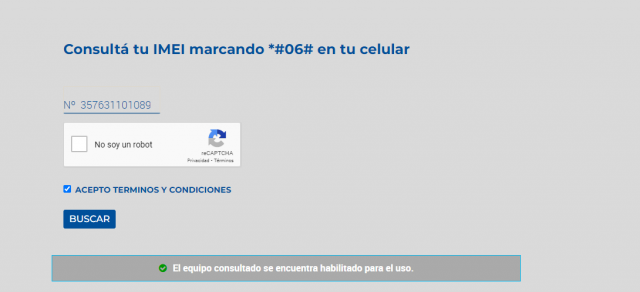 Consultá tu IMEI marcando *#06# en tu celular
Nº 357631101089
No soy un robot
reCAPTCHA
Privacidad - Términos
ACEPTO TERMINOS Y CONDICIONES
BUSCAR
El equipo consultado se encuentra habilitado para el uso.